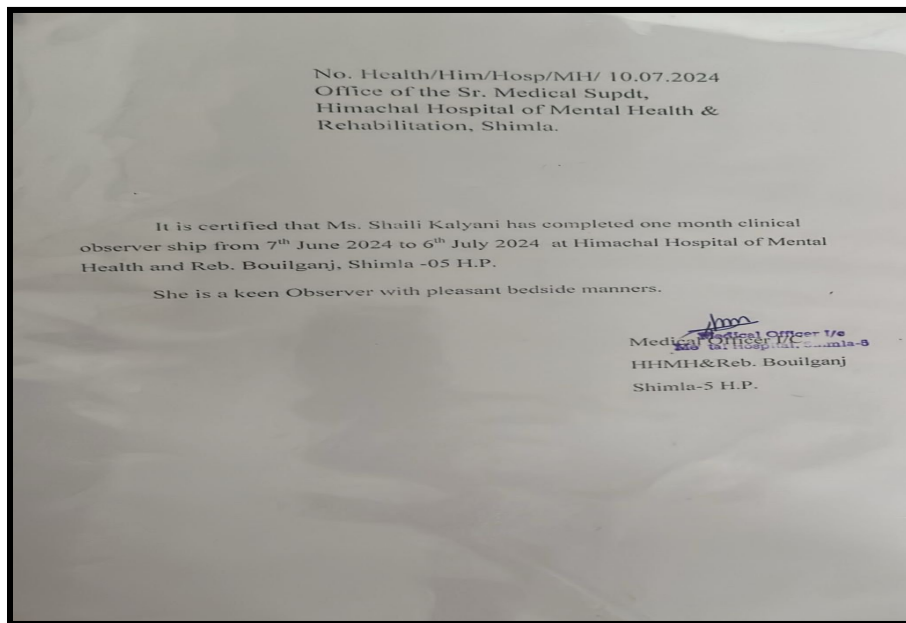 No. Health/Him/Hosp/MH/ 10.07.2024
Office of the Sr. Medical Supdt,
Himachal Hospital of Mental Health &
Rehabilitation, Shimla.
It is certified that Ms. Shaili Kalyani has completed one month clinical
observer ship from 7th June 2024 to 6th July 2024 at Himachal Hospital of Mental
Health and Reb. Bouilganj, Shimla -05 H.P.
She is a keen Observer with pleasant bedside manners.
Medical Officer I/c
Medical Officer I/C
Hospital
HHMH&Reb. Bouilganj
Shimla-5 H.P.